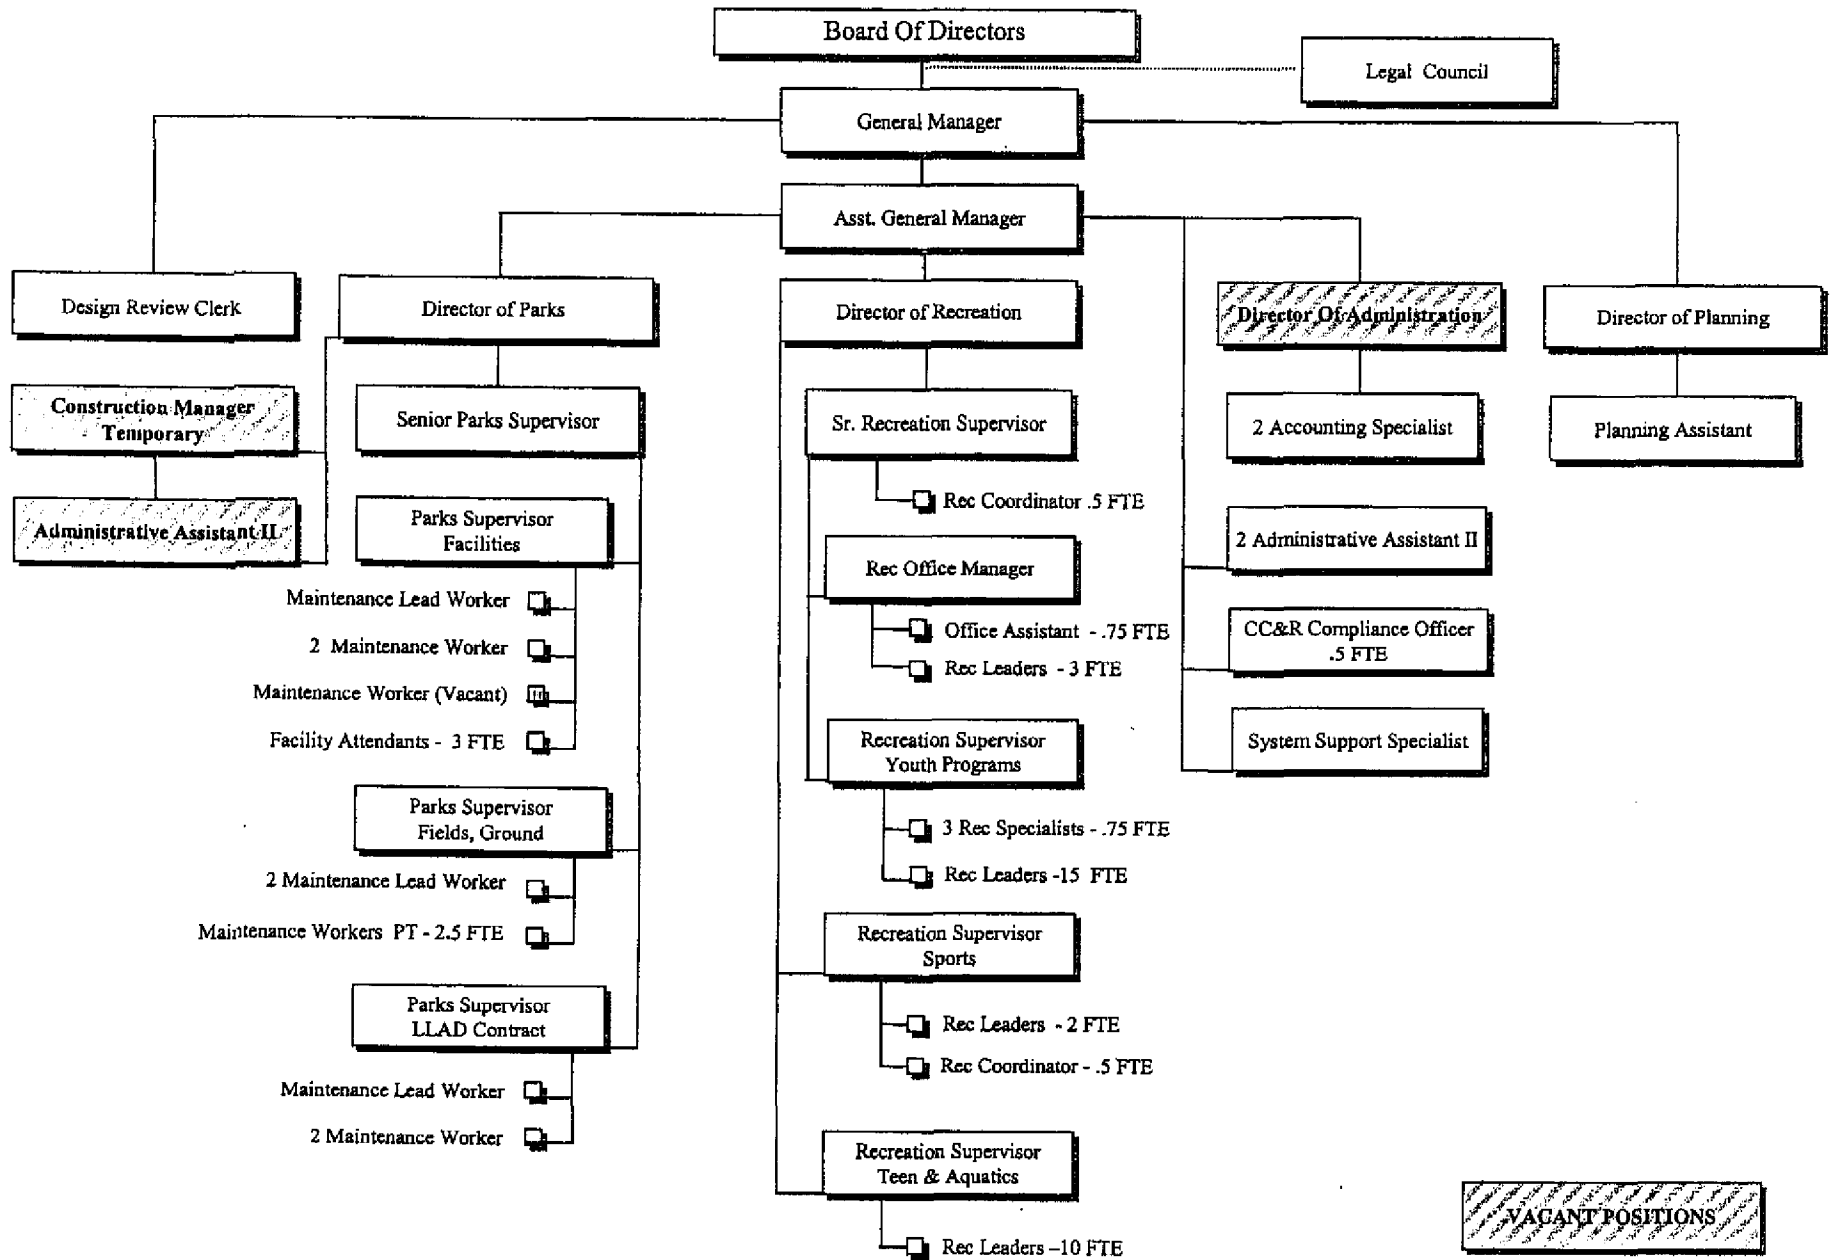 Board Of Directors
Legal Council
General Manager
Asst. General Manager
Design Review Clerk
Director of Parks
Director of Recreation
Director Of Administration
Director of Planning
Construction Manager
Temporary
Administrative Assistant II
Senior Parks Supervisor
Parks Supervisor
Facilities
Maintenance Lead Worker
2 Maintenance Worker
Maintenance Worker (Vacant)
Facility Attendants - 3 FTE
Parks Supervisor
Fields, Ground
2 Maintenance Lead Worker
Maintenance Workers PT - 2.5 FTE
Parks Supervisor
LLAD Contract
Maintenance Lead Worker
2 Maintenance Worker
Sr. Recreation Supervisor
Rec Coordinator .5 FTE
Rec Office Manager
Office Assistant - .75 FTE
Rec Leaders - 3 FTE
Recreation Supervisor
Youth Programs
3 Rec Specialists - .75 FTE
Rec Leaders -15 FTE
Recreation Supervisor
Sports
Rec Leaders - 2 FTE
Rec Coordinator - .5 FTE
Recreation Supervisor
Teen & Aquatics
Rec Leaders –10 FTE
2 Accounting Specialist
2 Administrative Assistant II
CC&R Compliance Officer
.5 FTE
System Support Specialist
Planning Assistant
VACANT POSITIONS